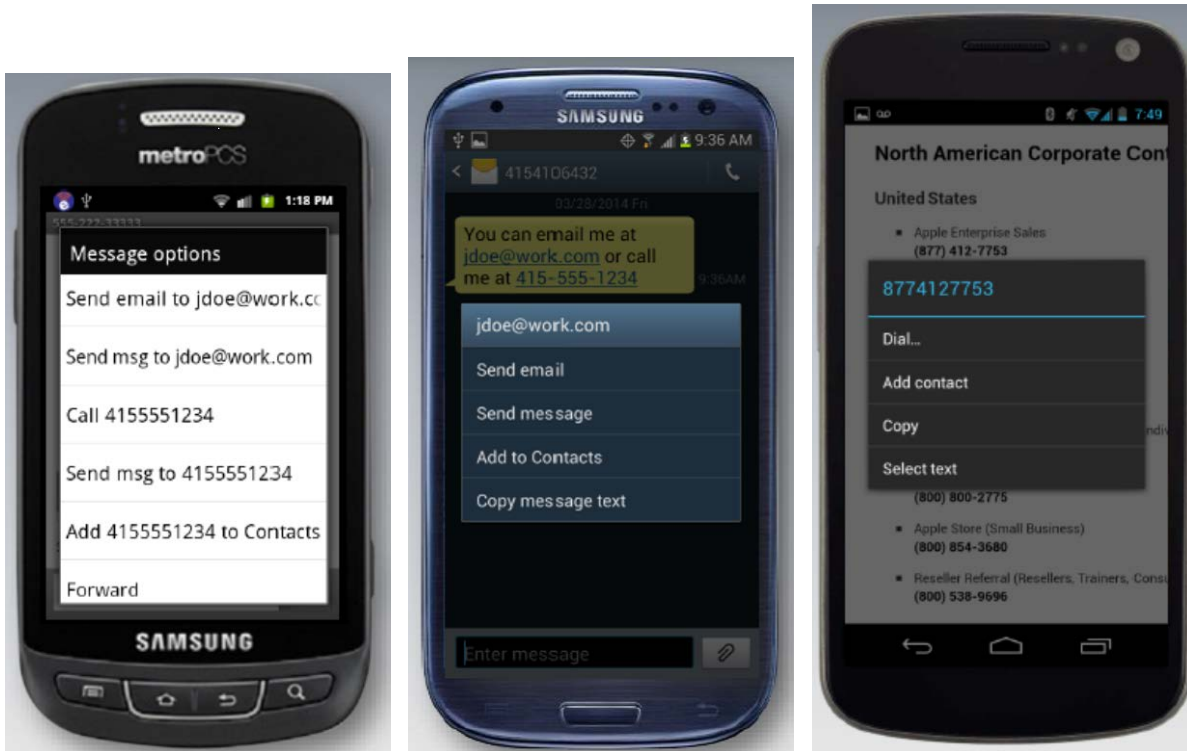 metroPCS
1:18 PM
555-222-33333
Message options
Send email to jdoe@work.cc
Send msg to jdoe@work.com
Call 4155551234
Send msg to 4155551234
Add 4155551234 to Contacts
Forward
SAMSUNG
SAMSUNG
9:36 AM
4154106432
03/28/2014 Fri
You can email me at
jdoe@work.com or call
me at 415-555-1234
9:36AM
jdoe@work.com
Send email
Send message
Add to Contacts
Copy message text
Enter message
7:49
North American Corporate Cont
United States
Apple Enterprise Sales
(877) 412-7753
8774127753
Dial...
Add contact
Copy
Select text
ndiv
(800) 800-2775
Apple Store (Small Business)
(800) 854-3680
Reseller Referral (Resellers, Trainers, Consu
(800) 538-9696